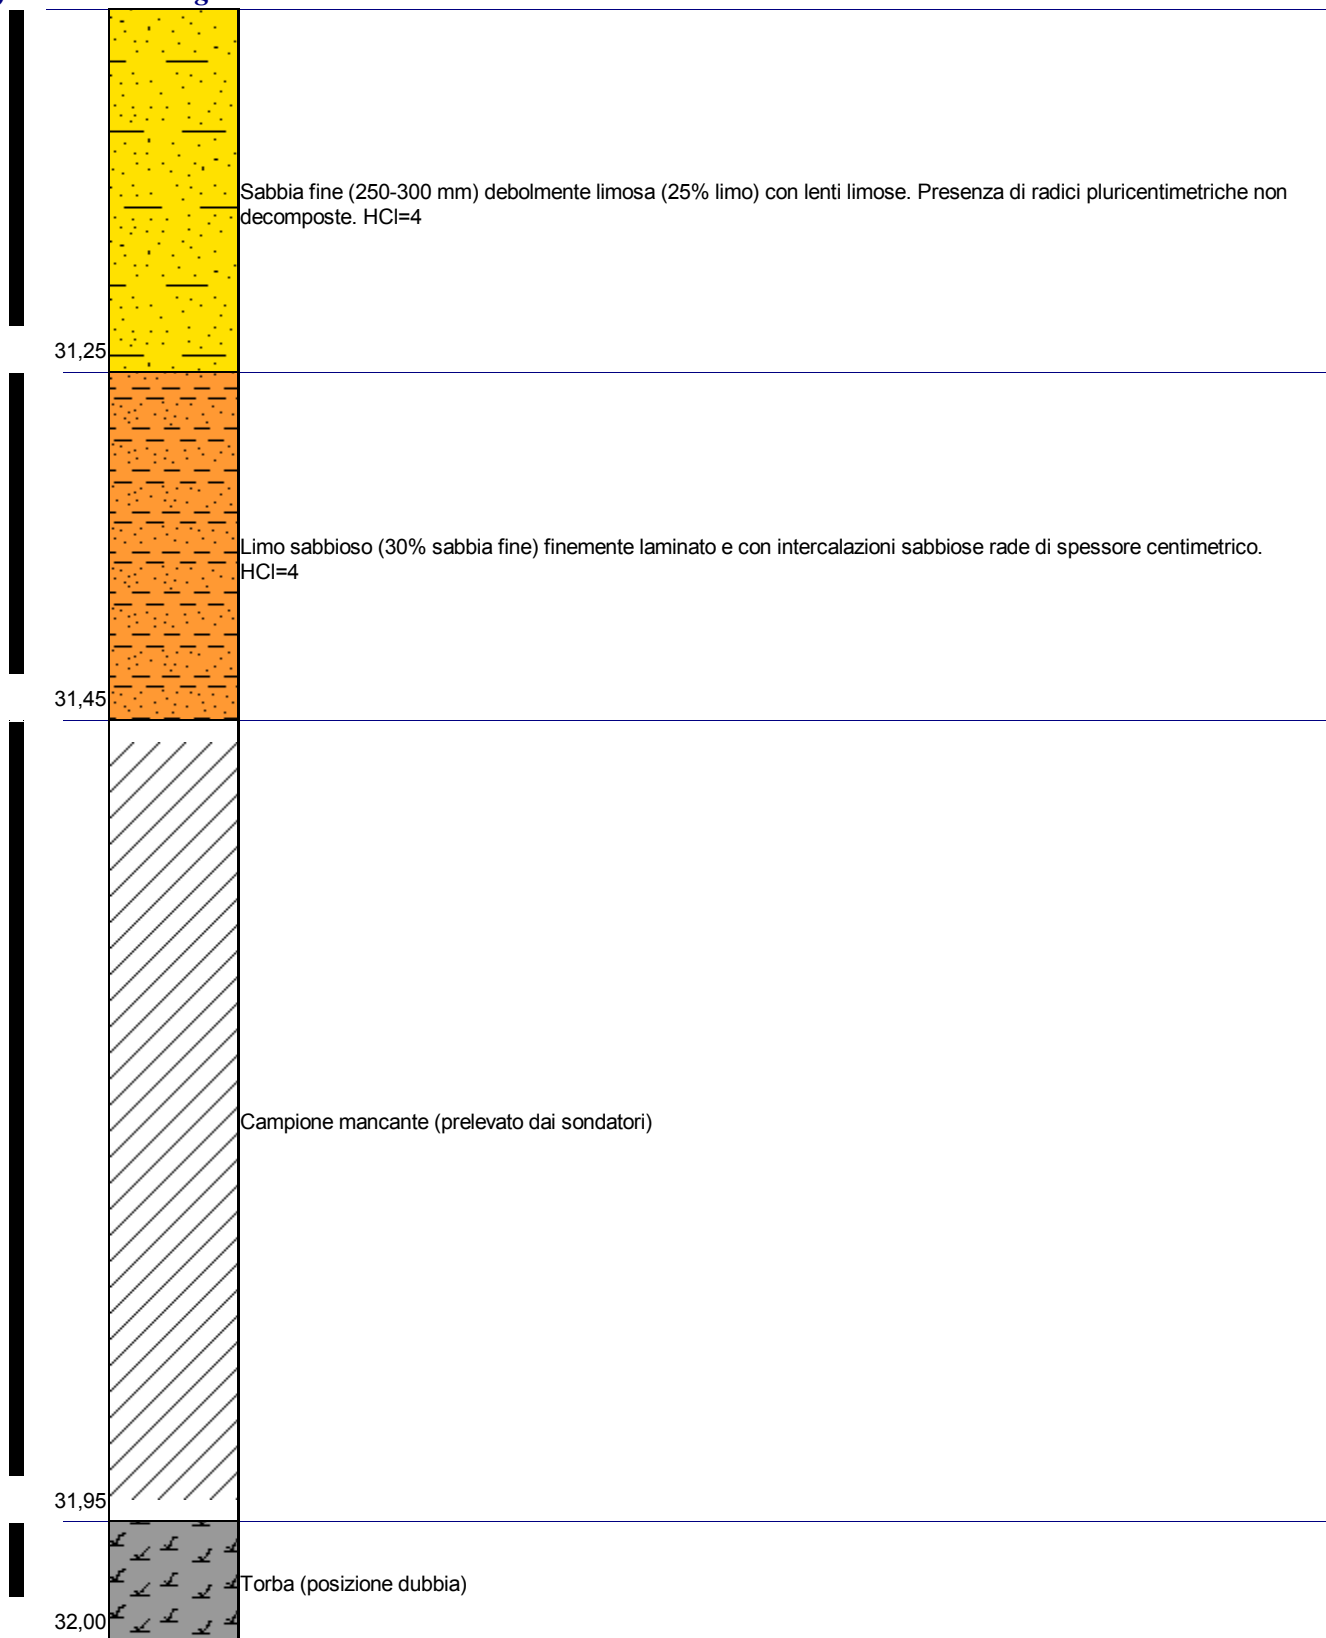 Sabbia fine (250-300 mm) debolmente limosa (25% limo) con lenti limose. Presenza di radici pluricentimetriche non
decomposte. HCl=4
31,25
Limo sabbioso (30% sabbia fine) finemente laminato e con intercalazioni sabbiose rade di spessore centimetrico.
HCl=4
31,45
Campione mancante (prelevato dai sondatori)
31,95
Torba (posizione dubbia)
32,00